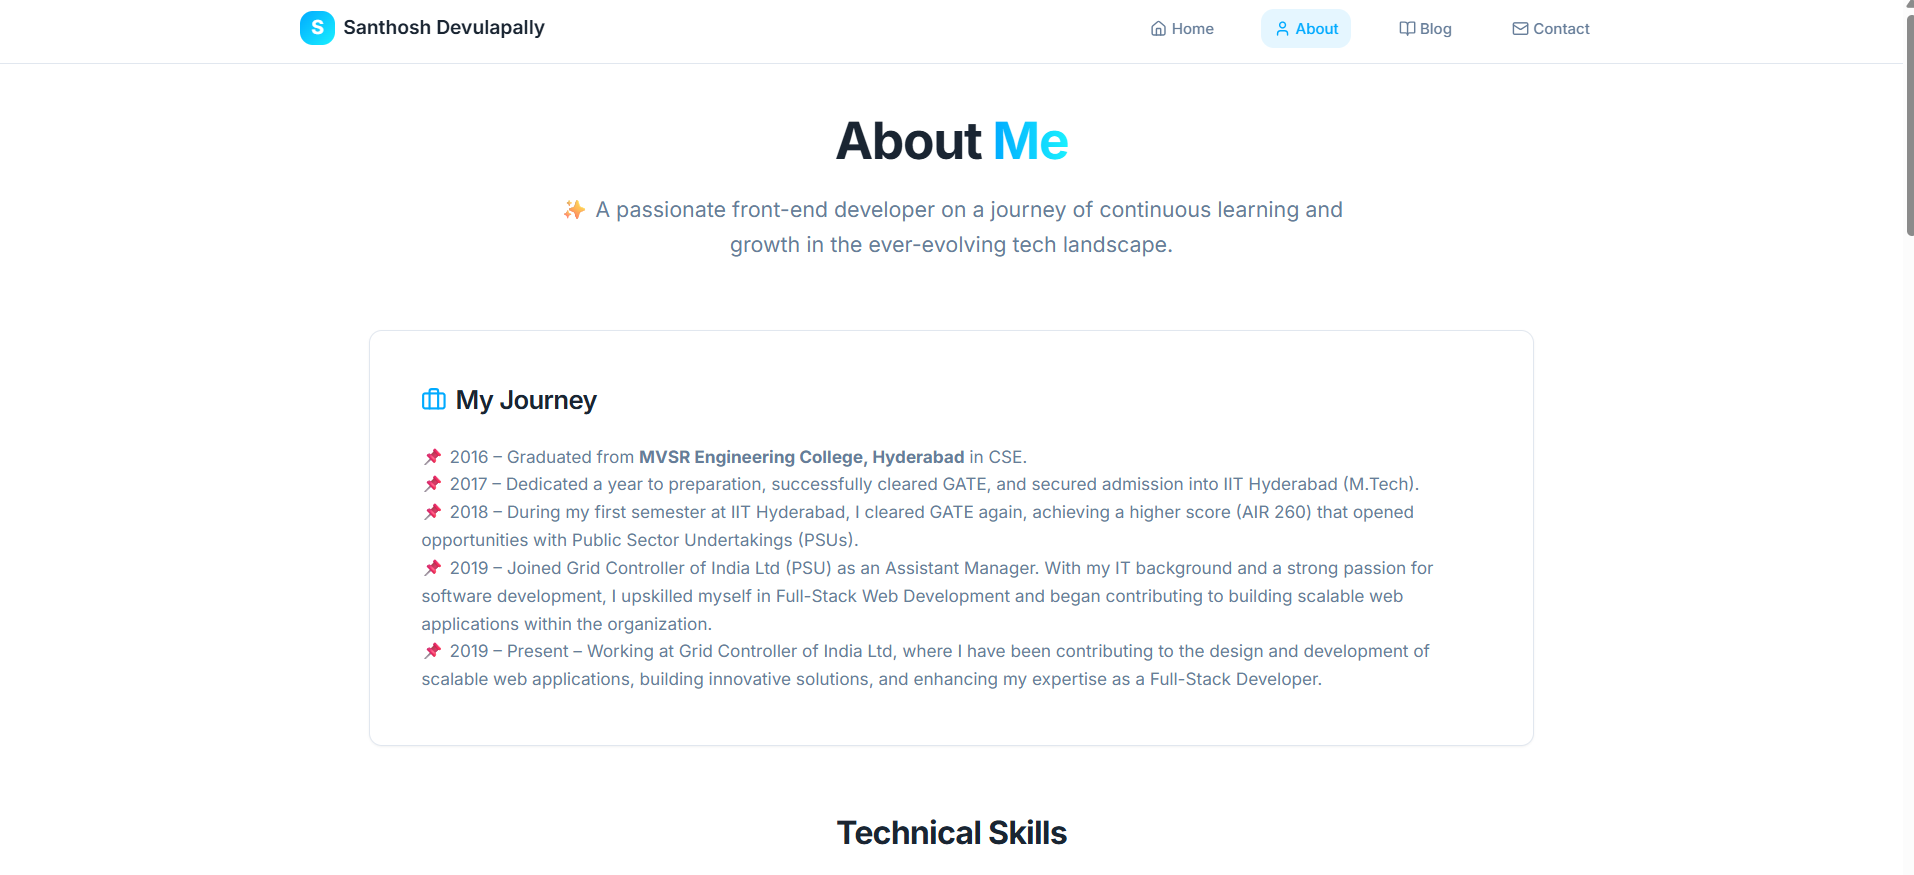 S Santhosh Devulapally
Home About Blog Contact
About Me
✨ A passionate front-end developer on a journey of continuous learning and
growth in the ever-evolving tech landscape.
My Journey
📌 2016 – Graduated from MVSR Engineering College, Hyderabad in CSE.
📌 2017 – Dedicated a year to preparation, successfully cleared GATE, and secured admission into IIT Hyderabad (M.Tech).
📌 2018 – During my first semester at IIT Hyderabad, I cleared GATE again, achieving a higher score (AIR 260) that opened
opportunities with Public Sector Undertakings (PSUs).
📌 2019 – Joined Grid Controller of India Ltd (PSU) as an Assistant Manager. With my IT background and a strong passion for
software development, I upskilled myself in Full-Stack Web Development and began contributing to building scalable web
applications within the organization.
📌 2019 – Present – Working at Grid Controller of India Ltd, where I have been contributing to the design and development of
scalable web applications, building innovative solutions, and enhancing my expertise as a Full-Stack Developer.
Technical Skills